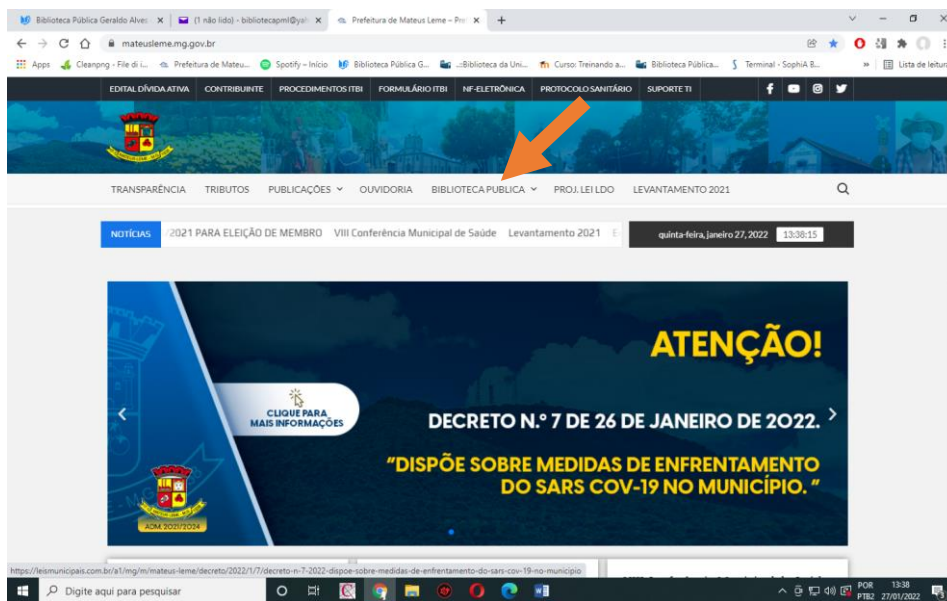 Biblioteca Pública Geraldo Alves
(1 não lido) - bibliotecapml@ya
Prefeitura de Mateus Leme – Pre
mateusleme.mg.gov.br
Apps
Cleanpng - File di i...
Prefeitura de Mateu...
Spotify – Início
Biblioteca Pública G...
..::Biblioteca da Uni...
Curso: Treinando a...
Biblioteca Pública...
Terminal - SophiA B...
Lista de leitura
EDITAL DÍVIDA ATIVA CONTRIBUINTE PROCEDIMENTOS ITBI FORMULÁRIO ITBI NF-ELETRÔNICA PROTOCOLO SANITÁRIO SUPORTE TI
TRANSPARÊNCIA TRIBUTOS PUBLICAÇÕES OUVIDORIA BIBLIOTECA PUBLICA PROJ. LEI LDO LEVANTAMENTO 2021
NOTÍCIAS /2021 PARA ELEIÇÃO DE MEMBRO VIII Conferência Municipal de Saúde Levantamento 2021 quinta-feira, janeiro 27, 2022 13:38:15
ATENÇÃO!
CLIQUE PARA
MAIS INFORMAÇÕES
DECRETO N.º 7 DE 26 DE JANEIRO DE 2022.
"DISPÕE SOBRE MEDIDAS DE ENFRENTAMENTO
DO SARS COV-19 NO MUNICÍPIO. "
ADM. 2021/2024
https://leismunicipais.com.br/a1/mg/m/mateus-leme/decreto/2022/1/7/decreto-n-7-2022-dispoe-sobre-medidas-de-enfrentamento-do-sars-cov-19-no-municipio
Digite aqui para pesquisar
POR 13:38
PTB2 27/01/2022